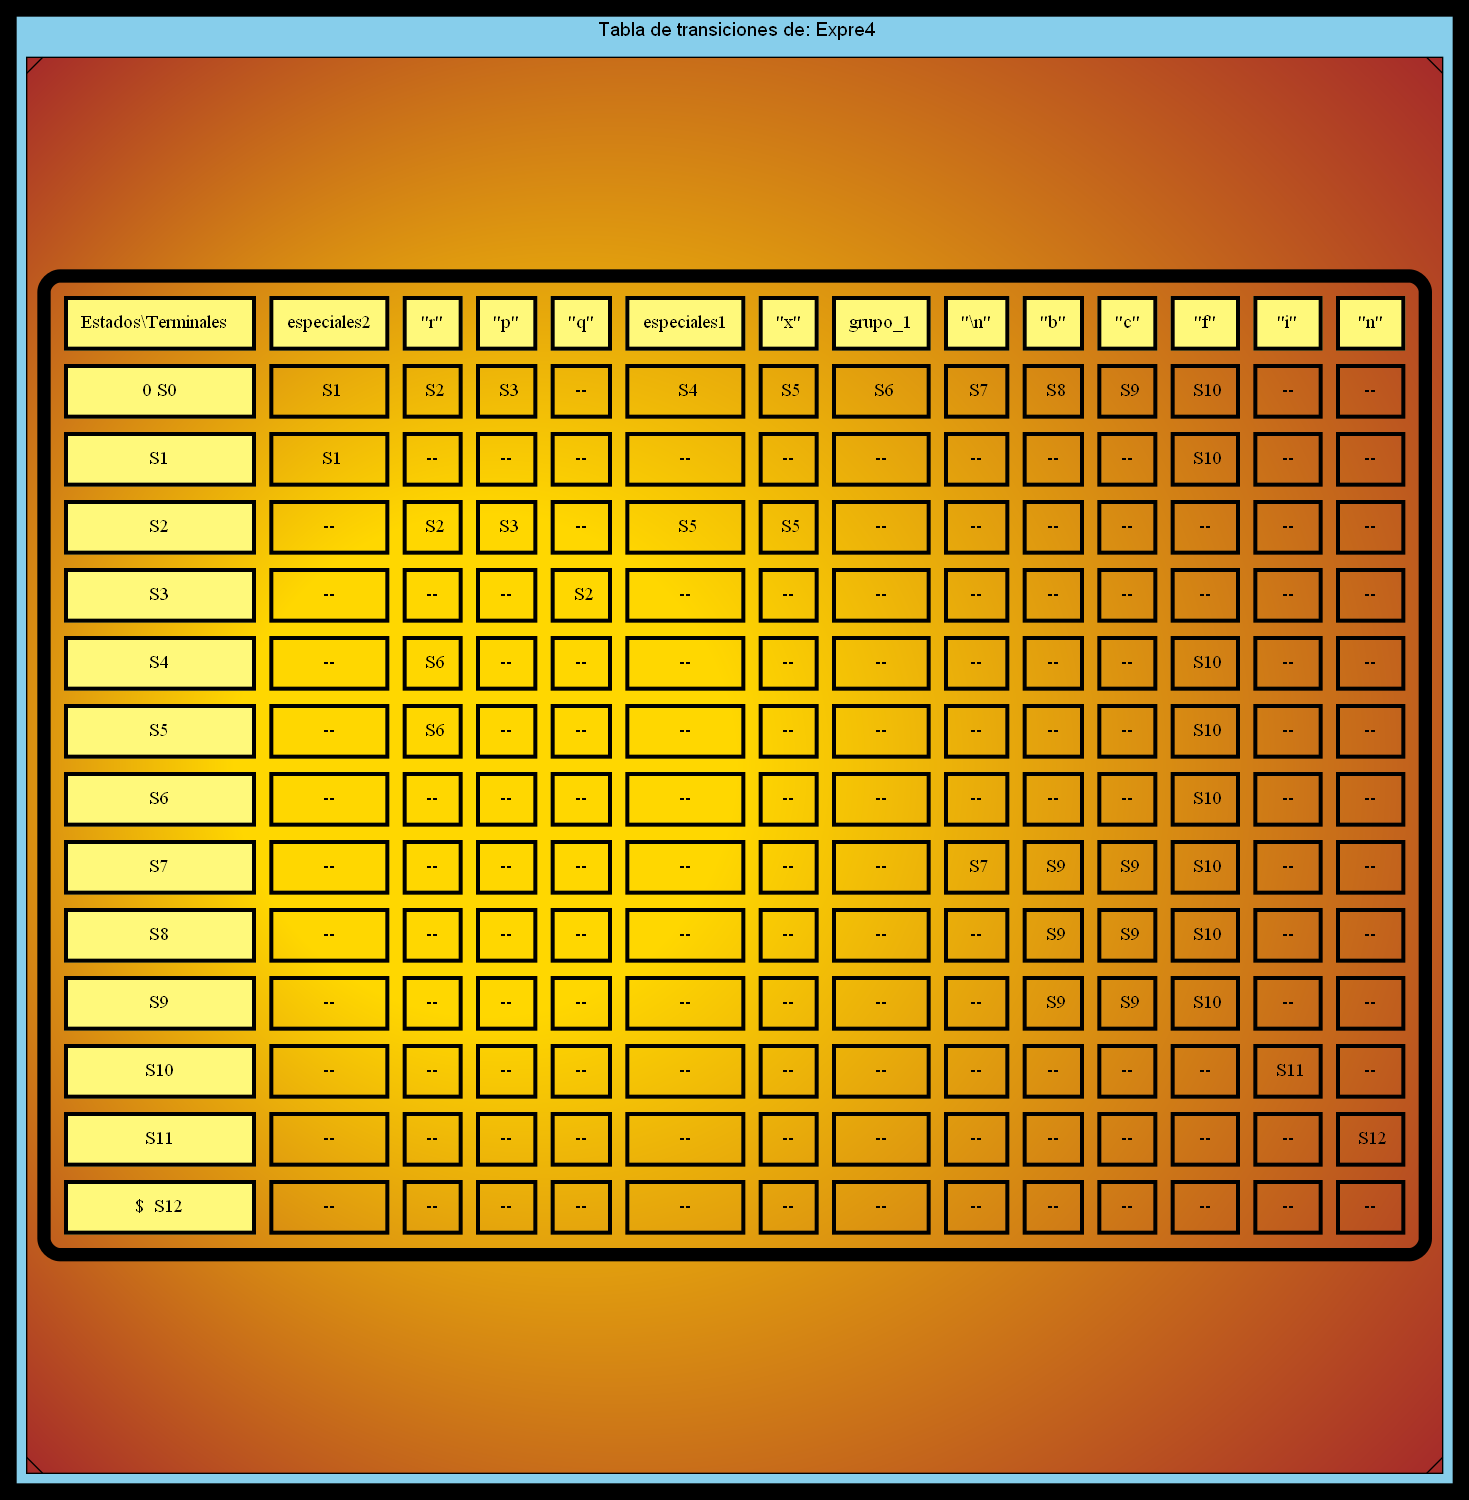 Tabla de transiciones de: Expre4
Estados\Terminales especiales2 "r" "p" "q" especiales1 "x" grupo_1 "\n" "b" "c" "f" "i" "n"
0 S0 S1 S2 S3 -- S4 S5 S6 S7 S8 S9 S10 -- --
S1 S1 -- -- -- -- -- -- -- -- -- S10 -- --
S2 -- S2 S3 -- S5 S5 -- -- -- -- -- -- --
S3 -- -- -- S2 -- -- -- -- -- -- -- -- --
S4 -- S6 -- -- -- -- -- -- -- -- S10 -- --
S5 -- S6 -- -- -- -- -- -- -- -- S10 -- --
S6 -- -- -- -- -- -- -- -- -- -- S10 -- --
S7 -- -- -- -- -- -- -- S7 S9 S9 S10 -- --
S8 -- -- -- -- -- -- -- -- S9 S9 S10 -- --
S9 -- -- -- -- -- -- -- -- S9 S9 S10 -- --
S10 -- -- -- -- -- -- -- -- -- -- -- S11 --
S11 -- -- -- -- -- -- -- -- -- -- -- -- S12
$ S12 -- -- -- -- -- -- -- -- -- -- -- -- --